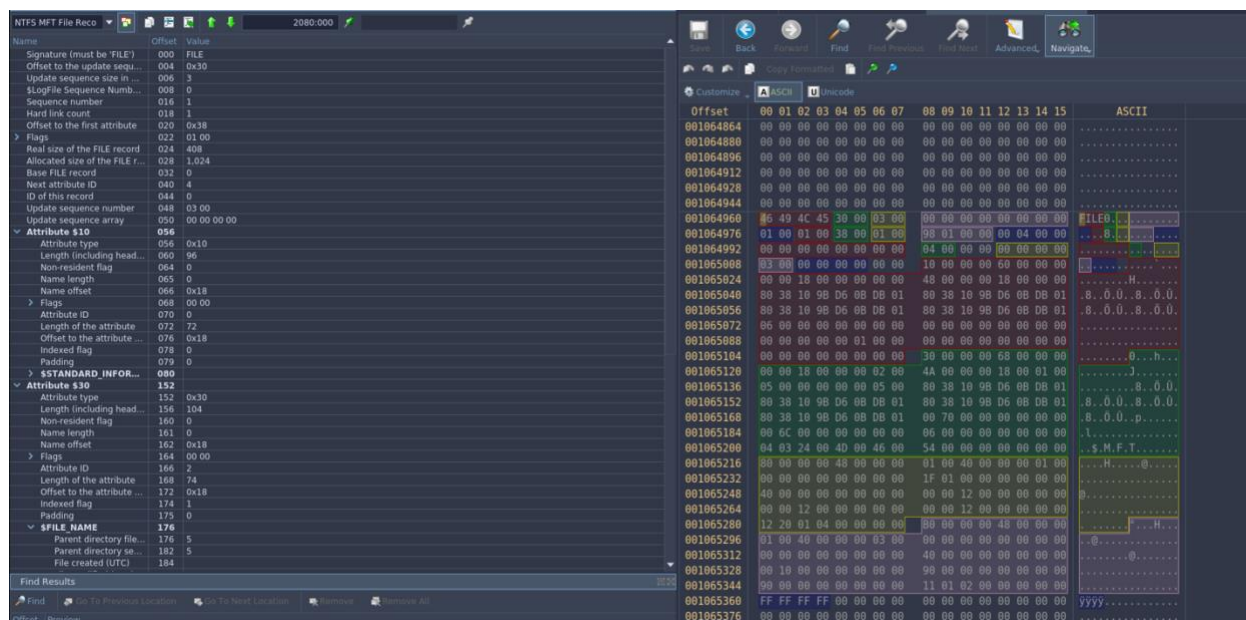 NTFS MFT File Reco
2080:000
Name Offset Value
Signature (must be 'FILE') 000 FILE
Offset to the update sequ... 004 0x30
Update sequence size in ... 006 3
$LogFile Sequence Numb... 008 0
Sequence number 016 1
Hard link count 018 1
Offset to the first attribute 020 0x38
Flags 022 01 00
Real size of the FILE record 024 408
Allocated size of the FILE r... 028 1,024
Base FILE record 032 0
Next attribute ID 040 4
ID of this record 044 0
Update sequence number 048 03 00
Update sequence array 050 00 00 00 00
Attribute $10 056
Attribute type 056 0x10
Length (including head... 060 96
Non-resident flag 064 0
Name length 065 0
Name offset 066 0x18
Flags 068 00 00
Attribute ID 070 0
Length of the attribute 072 72
Offset to the attribute ... 076 0x18
Indexed flag 078 0
Padding 079 0
$STANDARD_INFOR... 080
Attribute $30 152
Attribute type 152 0x30
Length (including head... 156 104
Non-resident flag 160 0
Name length 161 0
Name offset 162 0x18
Flags 164 00 00
Attribute ID 166 2
Length of the attribute 168 74
Offset to the attribute ... 172 0x18
Indexed flag 174 1
Padding 175 0
$FILE_NAME 176
Parent directory file... 176 5
Parent directory se... 182 5
File created (UTC) 184
Find Results
Find Go To Previous Location Go To Next Location Remove Remove All
Offset Preview
Save Back Forward Find Find Previous Find Next Advanced Navigate
Copy Formatted
Customize ASCII Unicode
Offset 00 01 02 03 04 05 06 07 08 09 10 11 12 13 14 15 ASCII
001064864 00 00 00 00 00 00 00 00 00 00 00 00 00 00 00 00 ................
001064880 00 00 00 00 00 00 00 00 00 00 00 00 00 00 00 00 ................
001064896 00 00 00 00 00 00 00 00 00 00 00 00 00 00 00 00 ................
001064912 00 00 00 00 00 00 00 00 00 00 00 00 00 00 00 00 ................
001064928 00 00 00 00 00 00 00 00 00 00 00 00 00 00 00 00 ................
001064944 00 00 00 00 00 00 00 00 00 00 00 00 00 00 00 00 ................
001064960 46 49 4C 45 30 00 03 00 00 00 00 00 00 00 00 00 FILE0...........
001064976 01 00 01 00 38 00 01 00 98 01 00 00 00 04 00 00 ....8...........
001064992 00 00 00 00 00 00 00 00 04 00 00 00 00 00 00 00 ................
001065008 03 00 00 00 00 00 00 00 10 00 00 00 60 00 00 00 ............`...
001065024 00 00 18 00 00 00 00 00 48 00 00 00 18 00 00 00 ........H.......
001065040 80 38 10 9B D6 0B DB 01 80 38 10 9B D6 0B DB 01 .8..Ö.Û..8..Ö.Û.
001065056 80 38 10 9B D6 0B DB 01 80 38 10 9B D6 0B DB 01 .8..Ö.Û..8..Ö.Û.
001065072 06 00 00 00 00 00 00 00 00 00 00 00 00 00 00 00 ................
001065088 00 00 00 00 00 01 00 00 00 00 00 00 00 00 00 00 ................
001065104 00 00 00 00 00 00 00 00 30 00 00 00 68 00 00 00 ........0...h...
001065120 00 00 18 00 00 00 02 00 4A 00 00 00 18 00 01 00 ........J.......
001065136 05 00 00 00 00 00 05 00 80 38 10 9B D6 0B DB 01 .........8..Ö.Û.
001065152 80 38 10 9B D6 0B DB 01 80 38 10 9B D6 0B DB 01 .8..Ö.Û..8..Ö.Û.
001065168 80 38 10 9B D6 0B DB 01 00 70 00 00 00 00 00 00 .8..Ö.Û..p......
001065184 00 6C 00 00 00 00 00 00 06 00 00 00 00 00 00 00 .l..............
001065200 04 03 24 00 4D 00 46 00 54 00 00 00 00 00 00 00 ..$.M.F.T.......
001065216 80 00 00 00 48 00 00 00 01 00 40 00 00 00 01 00 ....H.....@.....
001065232 00 00 00 00 00 00 00 00 1F 01 00 00 00 00 00 00 ................
001065248 40 00 00 00 00 00 00 00 00 00 12 00 00 00 00 00 @...............
001065264 00 00 12 00 00 00 00 00 00 00 12 00 00 00 00 00 ................
001065280 12 20 01 04 00 00 00 00 B0 00 00 00 48 00 00 00 . ......°...H...
001065296 01 00 40 00 00 00 03 00 00 00 00 00 00 00 00 00 ..@.............
001065312 00 00 00 00 00 00 00 00 40 00 00 00 00 00 00 00 ........@.......
001065328 00 10 00 00 00 00 00 00 90 00 00 00 00 00 00 00 ................
001065344 90 00 00 00 00 00 00 00 11 01 02 00 00 00 00 00 ................
001065360 FF FF FF FF 00 00 00 00 00 00 00 00 00 00 00 00 ÿÿÿÿ............
001065376 00 00 00 00 00 00 00 00 00 00 00 00 00 00 00 00 ................